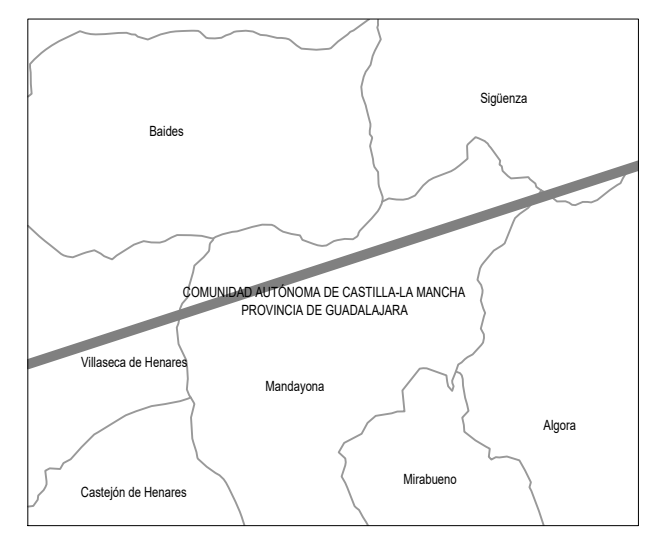 Sigüenza
Baides
COMUNIDAD AUTÓNOMA DE CASTILLA-LA MANCHA
PROVINCIA DE GUADALAJARA
Villaseca de Henares
Mandayona
Algora
Mirabueno
Castejón de Henares